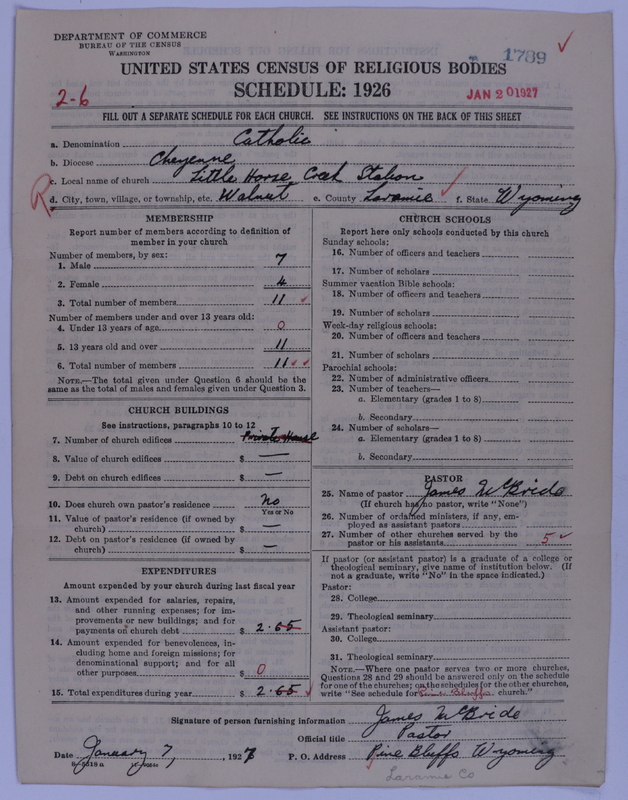 DEPARTMENT OF COMMERCE
BUREAU OF THE CENSUS
WASHINGTON
1789
UNITED STATES CENSUS OF RELIGIOUS BODIES
SCHEDULE: 1926
2-6
JAN 20 1927
FILL OUT A SEPARATE SCHEDULE FOR EACH CHURCH. SEE INSTRUCTIONS ON THE BACK OF THIS SHEET
a. Denomination Catholic
b. Diocese Cheyenne
c. Local name of church Little Horse Creek Station
R
d. City, town, village, or township, etc. Walnut e. County Laramie f. State Wyoming
MEMBERSHIP
Report number of members according to definition of
member in your church
Number of members, by sex:
1. Male 7
2. Female 4
3. Total number of members 11
Number of members under and over 13 years old:
4. Under 13 years of age 0
5. 13 years old and over 11
6. Total number of members 11
NOTE.—The total given under Question 6 should be the
same as the total of males and females given under Question 3.
CHURCH BUILDINGS
See instructions, paragraphs 10 to 12
7. Number of church edifices Private House
8. Value of church edifices $ —
9. Debt on church edifices $ —
10. Does church own pastor's residence No
Yes or No
11. Value of pastor's residence (if owned by
church) $ —
12. Debt on pastor's residence (if owned by
church) $ —
EXPENDITURES
Amount expended by your church during last fiscal year
13. Amount expended for salaries, repairs,
and other running expenses; for im-
provements or new buildings; and for
payments on church debt $ 2.65
14. Amount expended for benevolences, in-
cluding home and foreign missions; for
denominational support; and for all
other purposes $ 0
15. Total expenditures during year $ 2.65
CHURCH SCHOOLS
Report here only schools conducted by this church
Sunday schools:
16. Number of officers and teachers
17. Number of scholars
Summer vacation Bible schools:
18. Number of officers and teachers
19. Number of scholars
Week-day religious schools:
20. Number of officers and teachers
21. Number of scholars
Parochial schools:
22. Number of administrative officers
23. Number of teachers—
a. Elementary (grades 1 to 8)
b. Secondary
24. Number of scholars—
a. Elementary (grades 1 to 8)
b. Secondary
PASTOR
25. Name of pastor James McBride
(If church has no pastor, write "None")
26. Number of ordained ministers, if any, em-
ployed as assistant pastors
27. Number of other churches served by the
pastor or his assistants 5
If pastor (or assistant pastor) is a graduate of a college or
theological seminary, give name of institution below. (If
not a graduate, write "No" in the space indicated.)
Pastor:
28. College
29. Theological seminary
Assistant pastor:
30. College
31. Theological seminary
NOTE.—Where one pastor serves two or more churches,
Questions 28 and 29 should be answered only on the schedule
for one of the churches; on the schedules for the other churches,
write "See schedule for Pine Bluffs church."
Signature of person furnishing information James McBride
Official title Pastor
Date January 7, 1927 P. O. Address Pine Bluffs Wyoming
Laramie Co